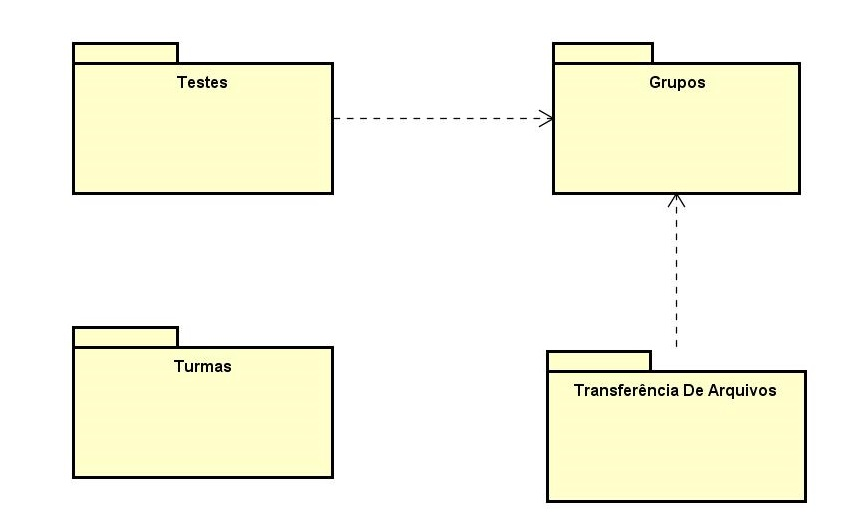 Testes
Grupos
Turmas
Transferência De Arquivos